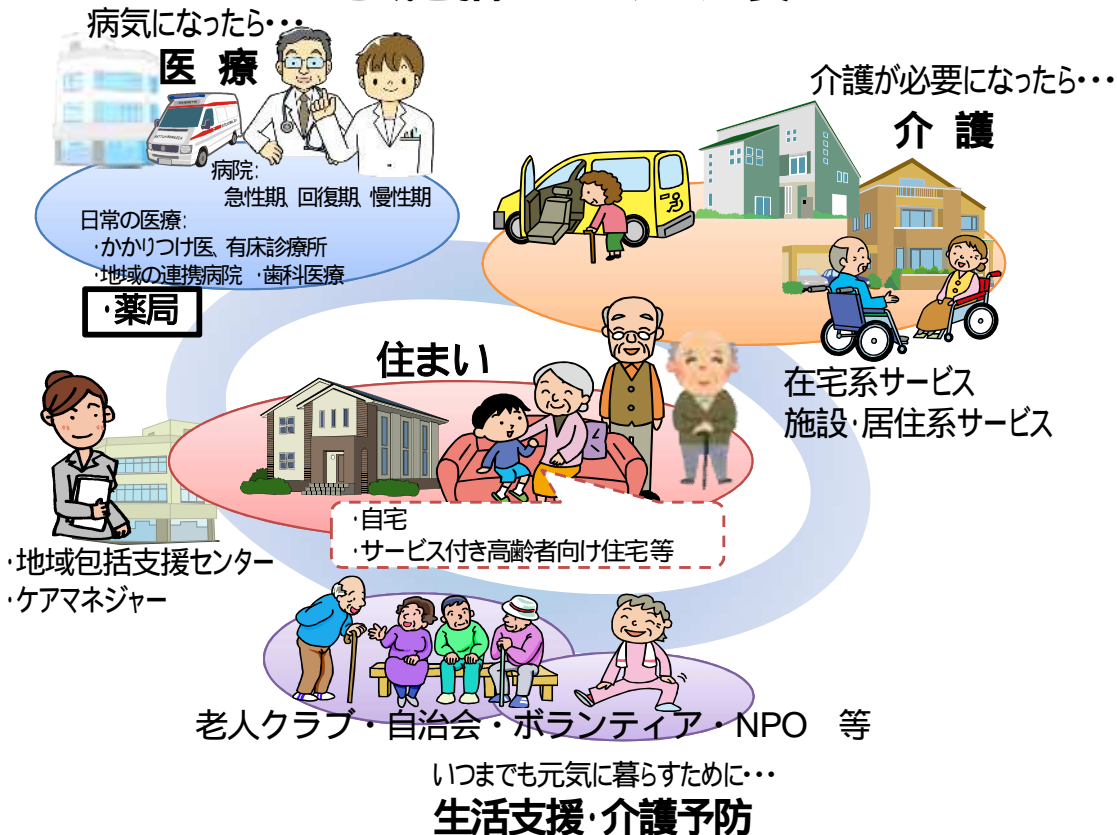 病気になったら･･･
医 療
病院:
急性期、回復期、慢性期
日常の医療:
･かかりつけ医、有床診療所
･地域の連携病院 ･歯科医療
･薬局
介護が必要になったら･･･
介 護
在宅系サービス
施設･居住系サービス
住まい
･自宅
･サービス付き高齢者向け住宅等
･地域包括支援センター
･ケアマネジャー
老人クラブ・自治会・ボランティア・NPO 等
いつまでも元気に暮らすために･･･
生活支援･介護予防